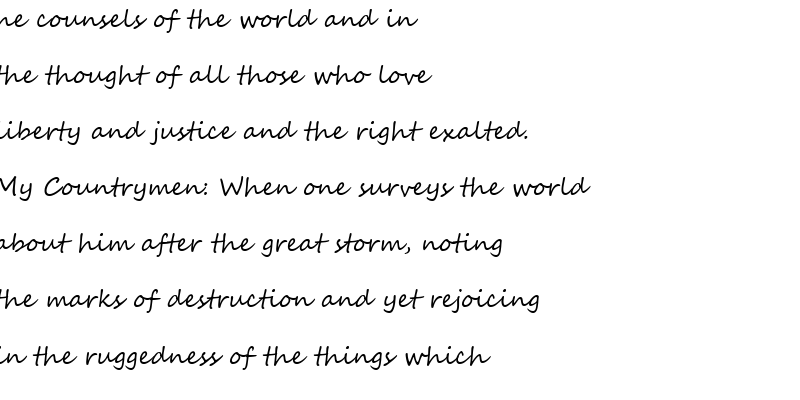 counsels of the world and in
the thought of all those who love
liberty and justice and the right exalted.
My Countrymen: When one surveys the world
about him after the great storm, noting
the marks of destruction and yet rejoicing
in the ruggedness of the things which